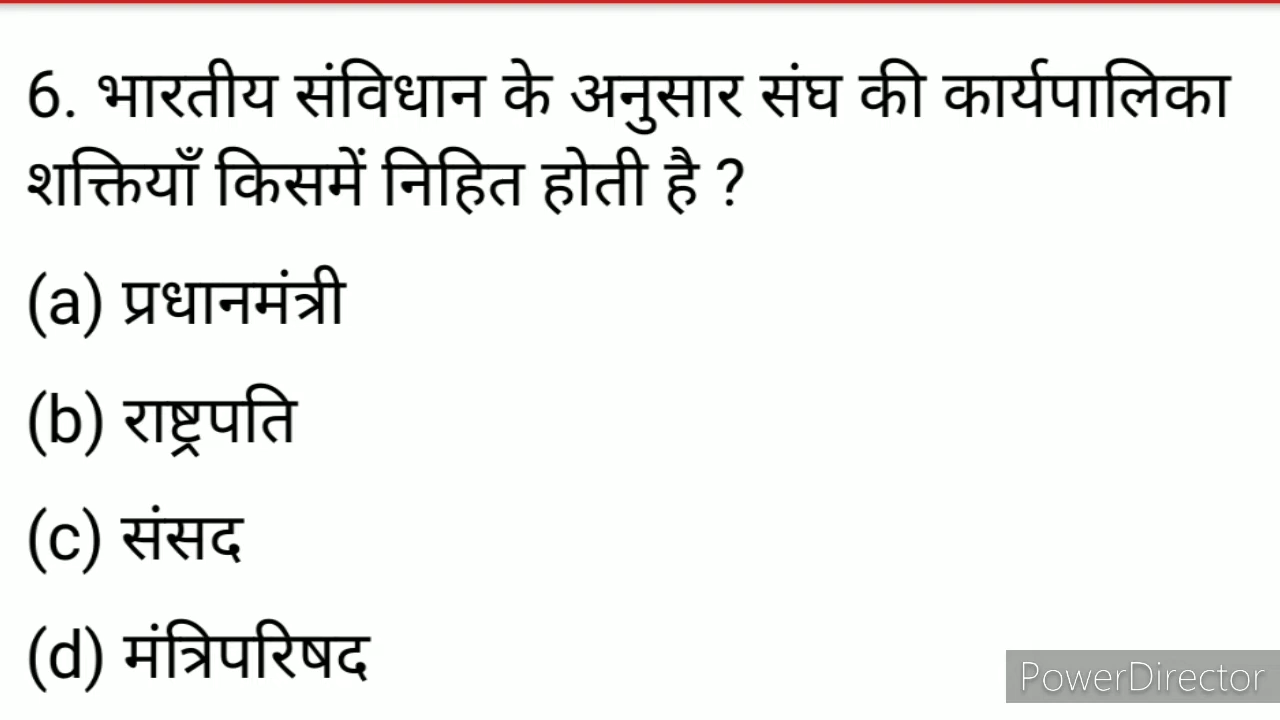 6. भारतीय संविधान के अनुसार संघ की कार्यपालिका
शक्तियाँ किसमें निहित होती है ?
(a) प्रधानमंत्री
(b) राष्ट्रपति
(c) संसद
(d) मंत्रिपरिषद
PowerDirector